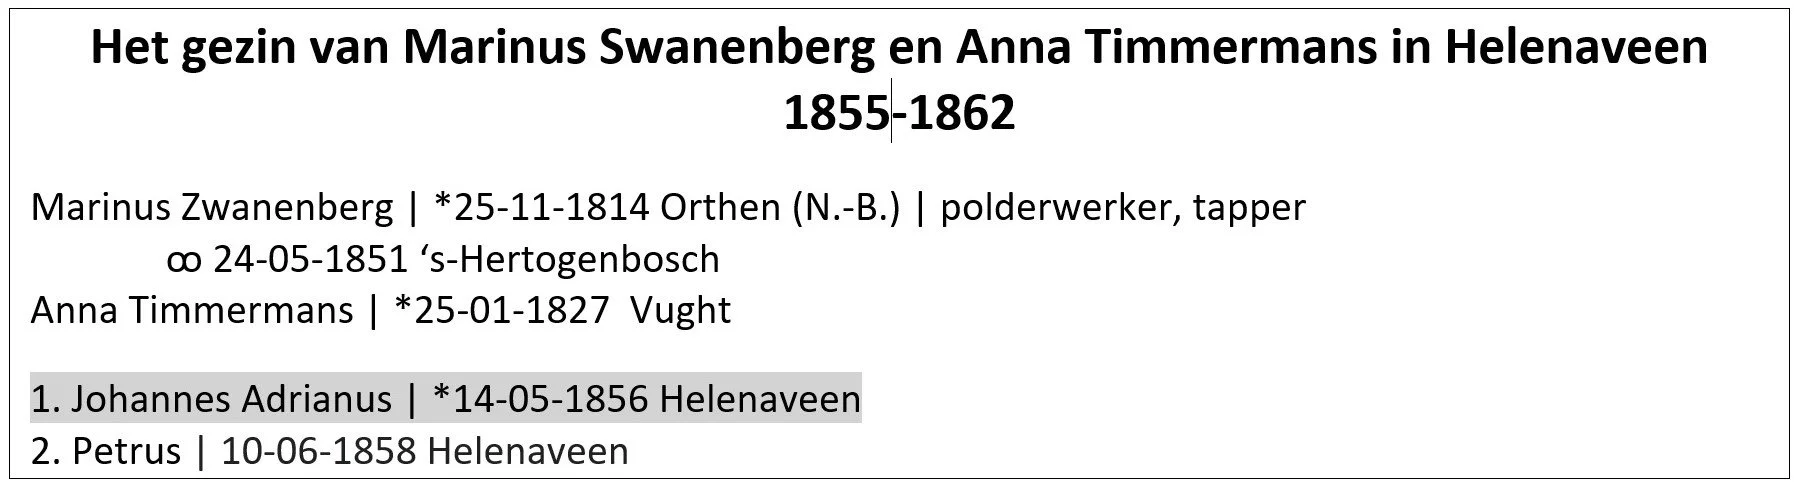 Het gezin van Marinus Swanenberg en Anna Timmermans in Helenaveen
1855-1862
Marinus Zwanenberg | *25-11-1814 Orthen (N.-B.) | polderwerker, tapper
ꝏ 24-05-1851 ‘s-Hertogenbosch
Anna Timmermans | *25-01-1827  Vught
1. Johannes Adrianus | *14-05-1856 Helenaveen
2. Petrus | 10-06-1858 Helenaveen